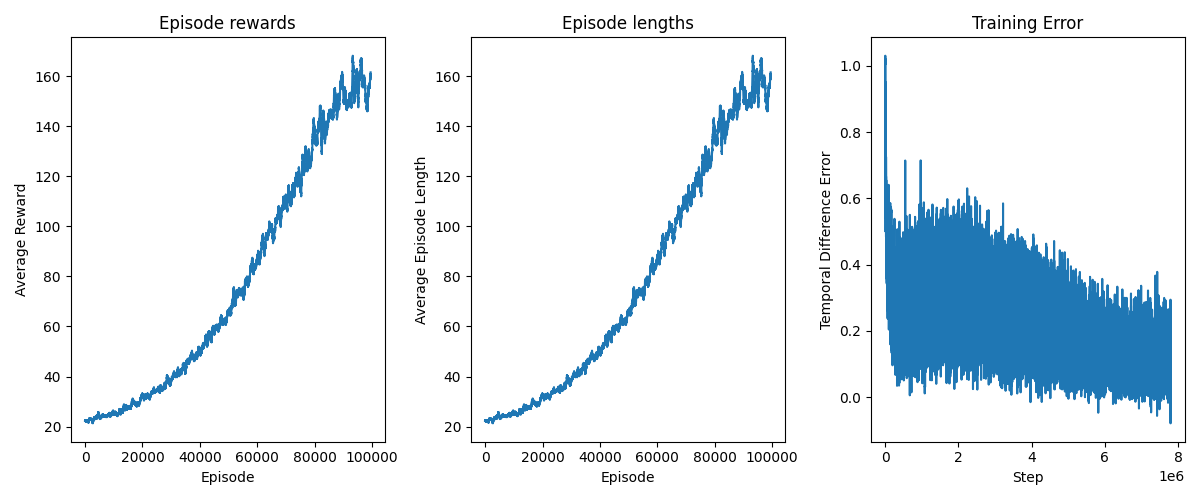 Episode rewards
Average Reward
160
140
120
100
80
60
40
20
0 20000 40000 60000 80000 100000
Episode
Episode lengths
Average Episode Length
160
140
120
100
80
60
40
20
0 20000 40000 60000 80000 100000
Episode
Training Error
Temporal Difference Error
1.0
0.8
0.6
0.4
0.2
0.0
0 2 4 6 8
1e6
Step